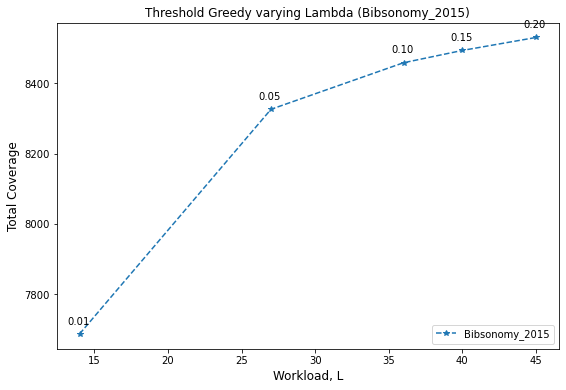 Threshold Greedy varying Lambda (Bibsonomy_2015)
0.20
0.15
0.10
0.05
0.01
8400
8200
8000
7800
Total Coverage
Bibsonomy_2015
15 20 25 30 35 40 45
Workload, L